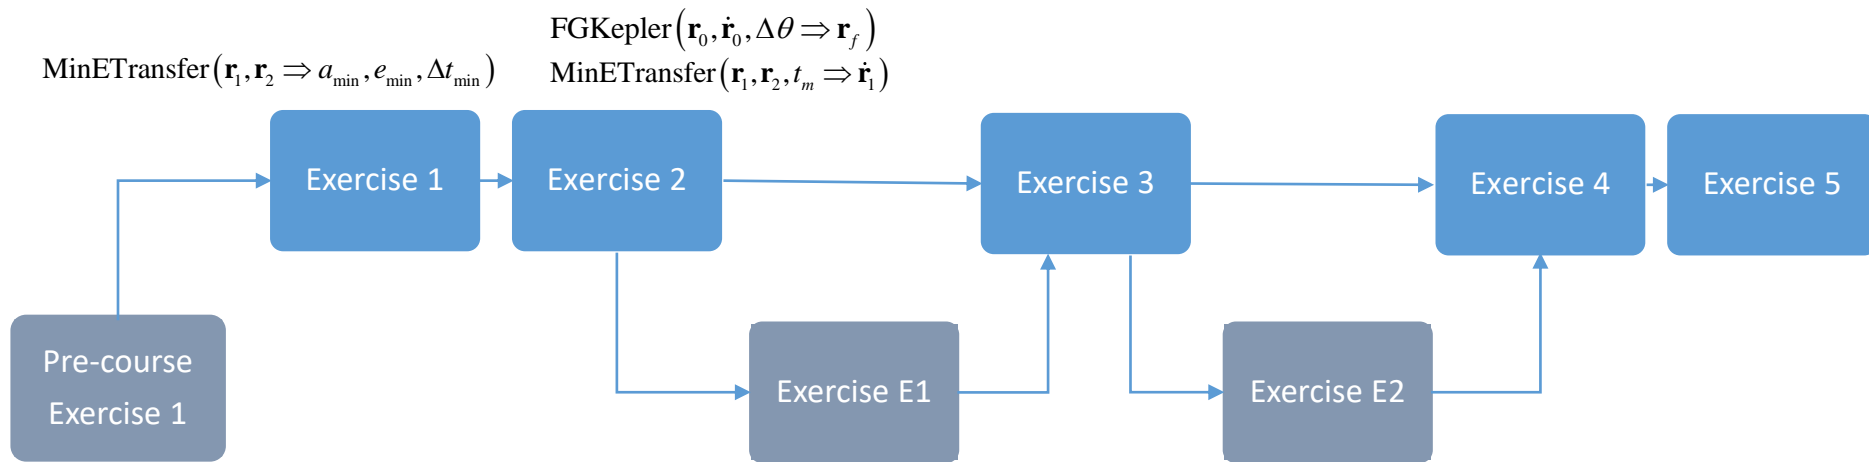 FGKepler(r₀, ṙ₀, Δθ ⇒ r_f)
MinETransfer(r₁, r₂ ⇒ a_min, e_min, Δt_min)
MinETransfer(r₁, r₂, t_m ⇒ ṙ₁)
Exercise 1
Exercise 2
Exercise 3
Exercise 4
Exercise 5
Pre-course
Exercise 1
Exercise E1
Exercise E2